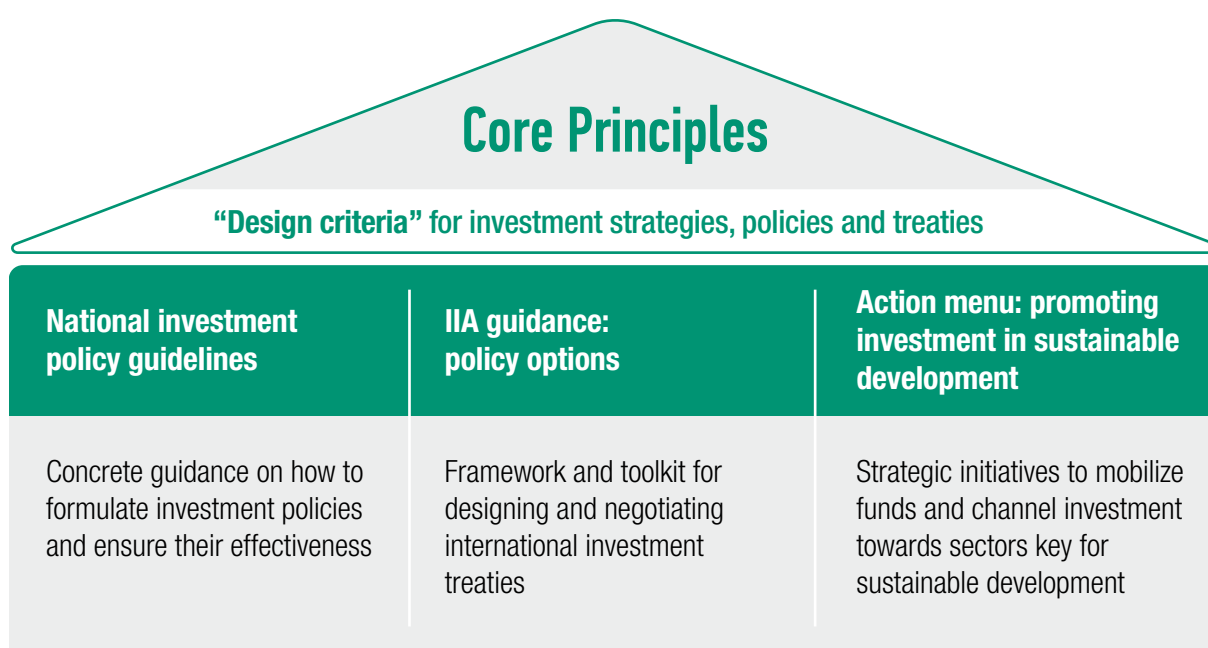 Core Principles
“Design criteria” for investment strategies, policies and treaties
National investment
policy guidelines
IIA guidance:
policy options
Action menu: promoting
investment in sustainable
development
Concrete guidance on how to
formulate investment policies
and ensure their effectiveness
Framework and toolkit for
designing and negotiating
international investment
treaties
Strategic initiatives to mobilize
funds and channel investment
towards sectors key for
sustainable development